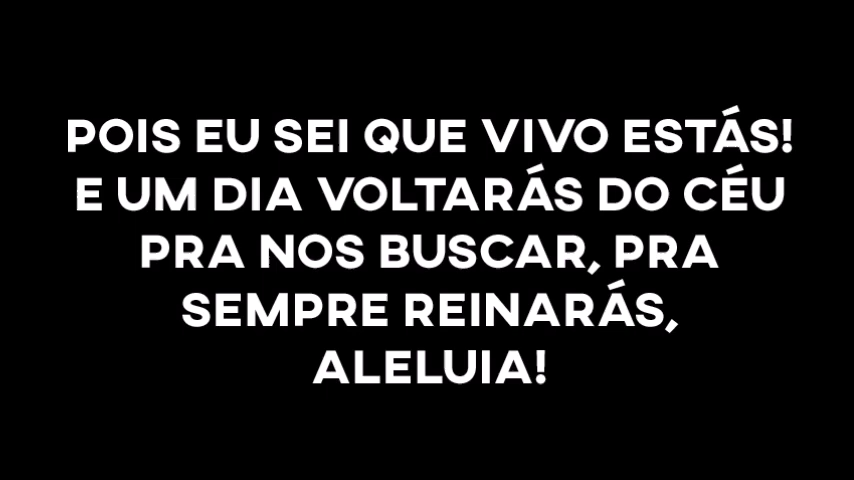 POIS EU SEI QUE VIVO ESTÁS!
E UM DIA VOLTARÁS DO CÉU
PRA NOS BUSCAR, PRA
SEMPRE REINARÁS,
ALELUIA!